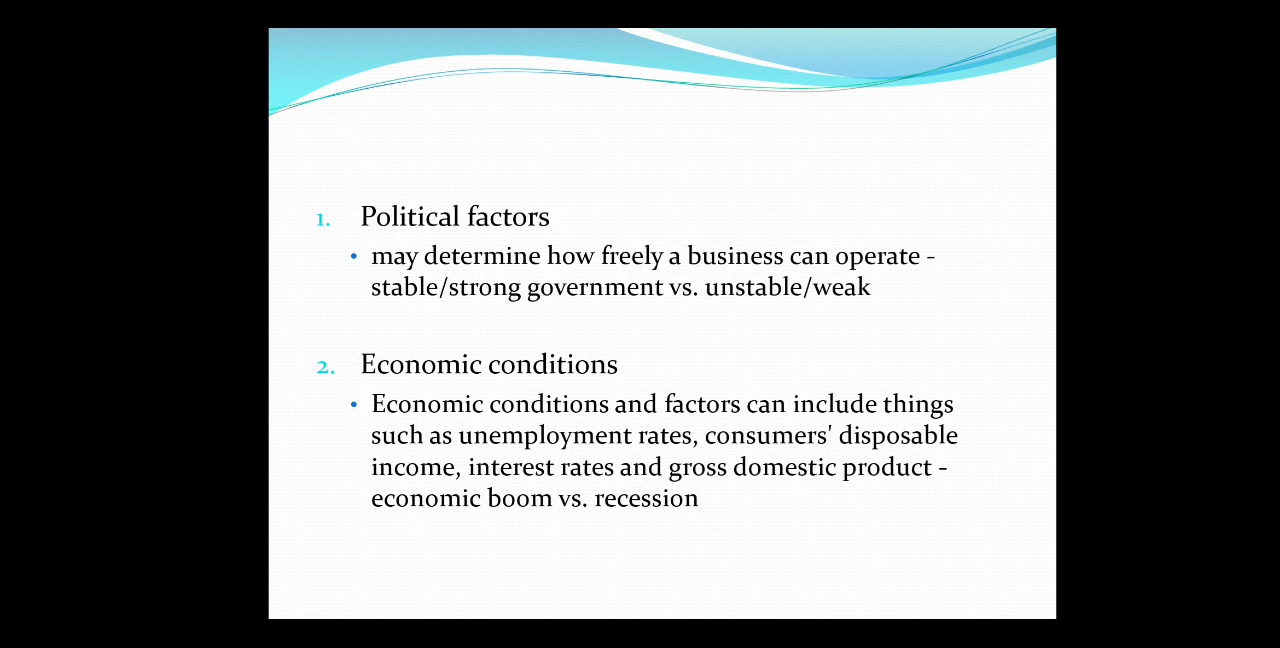 1. Political factors
• may determine how freely a business can operate -
stable/strong government vs. unstable/weak
2. Economic conditions
• Economic conditions and factors can include things
such as unemployment rates, consumers' disposable
income, interest rates and gross domestic product -
economic boom vs. recession